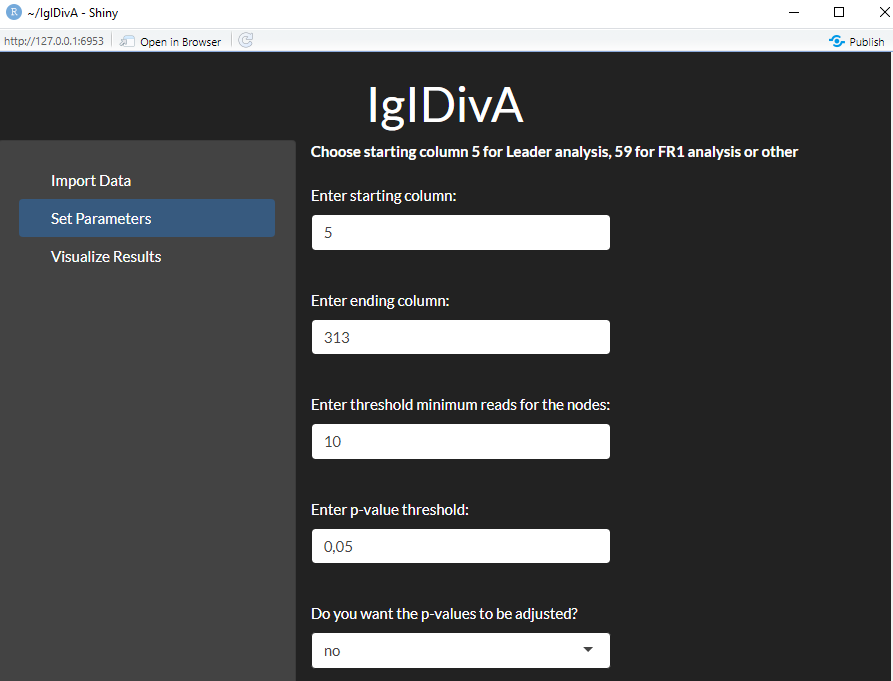 R ~/IgIDivA - Shiny
http://127.0.0.1:6953
Open in Browser
Publish
IgIDivA
Import Data
Set Parameters
Visualize Results
Choose starting column 5 for Leader analysis, 59 for FR1 analysis or other
Enter starting column:
5
Enter ending column:
313
Enter threshold minimum reads for the nodes:
10
Enter p-value threshold:
0,05
Do you want the p-values to be adjusted?
no